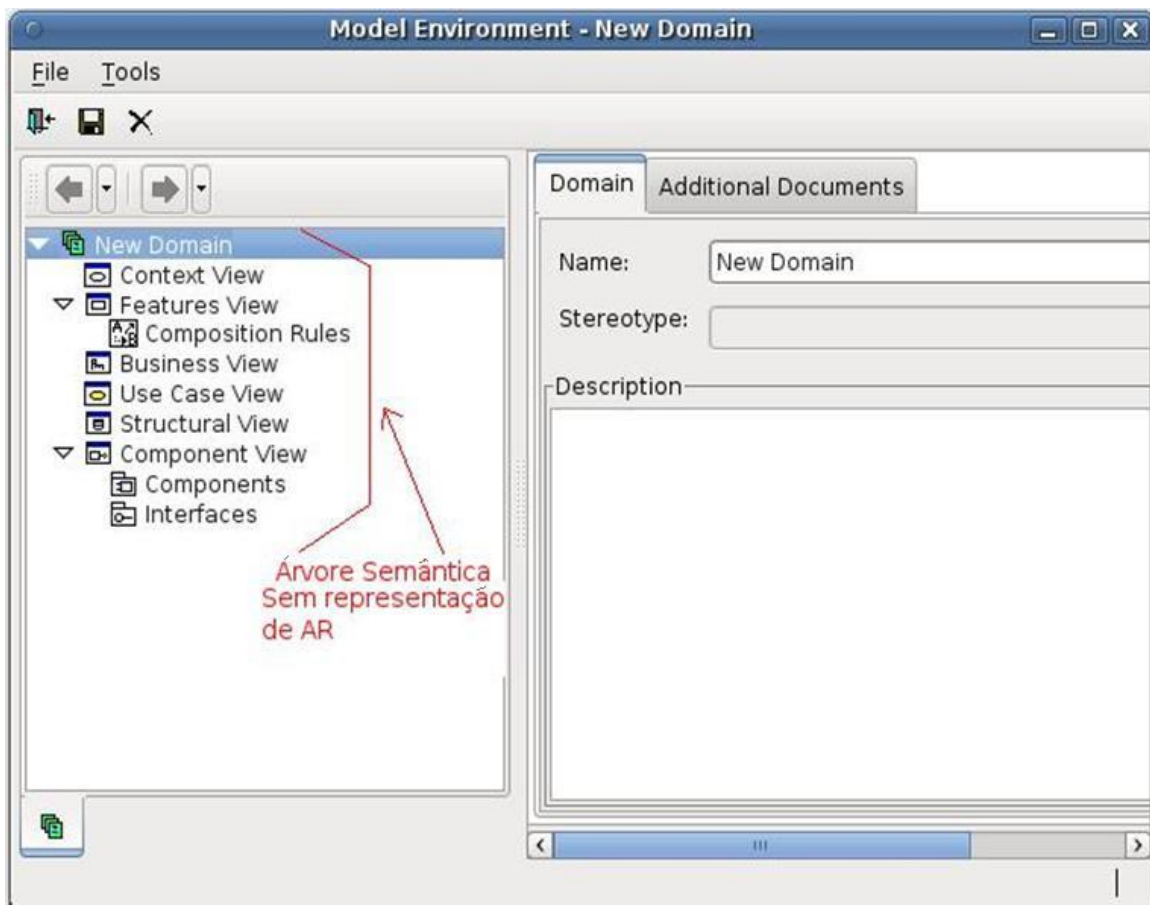 Model Environment - New Domain
File Tools
Domain Additional Documents
New Domain
Context View
Features View
Composition Rules
Business View
Use Case View
Structural View
Component View
Components
Interfaces
Árvore Semântica
Sem representação
de AR
Name: New Domain
Stereotype:
Description